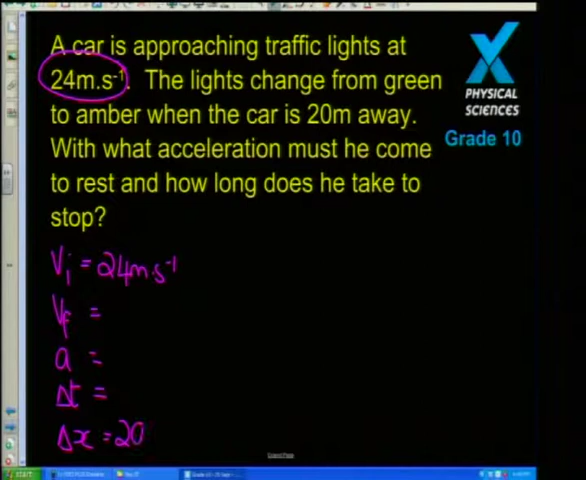 A car is approaching traffic lights at
24m.s⁻¹. The lights change from green
to amber when the car is 20m away.
With what acceleration must he come
to rest and how long does he take to
stop?
PHYSICAL
SCIENCES
Grade 10
Vi = 24m.s⁻¹
Vf =
a =
Δt =
Δx = 20
start